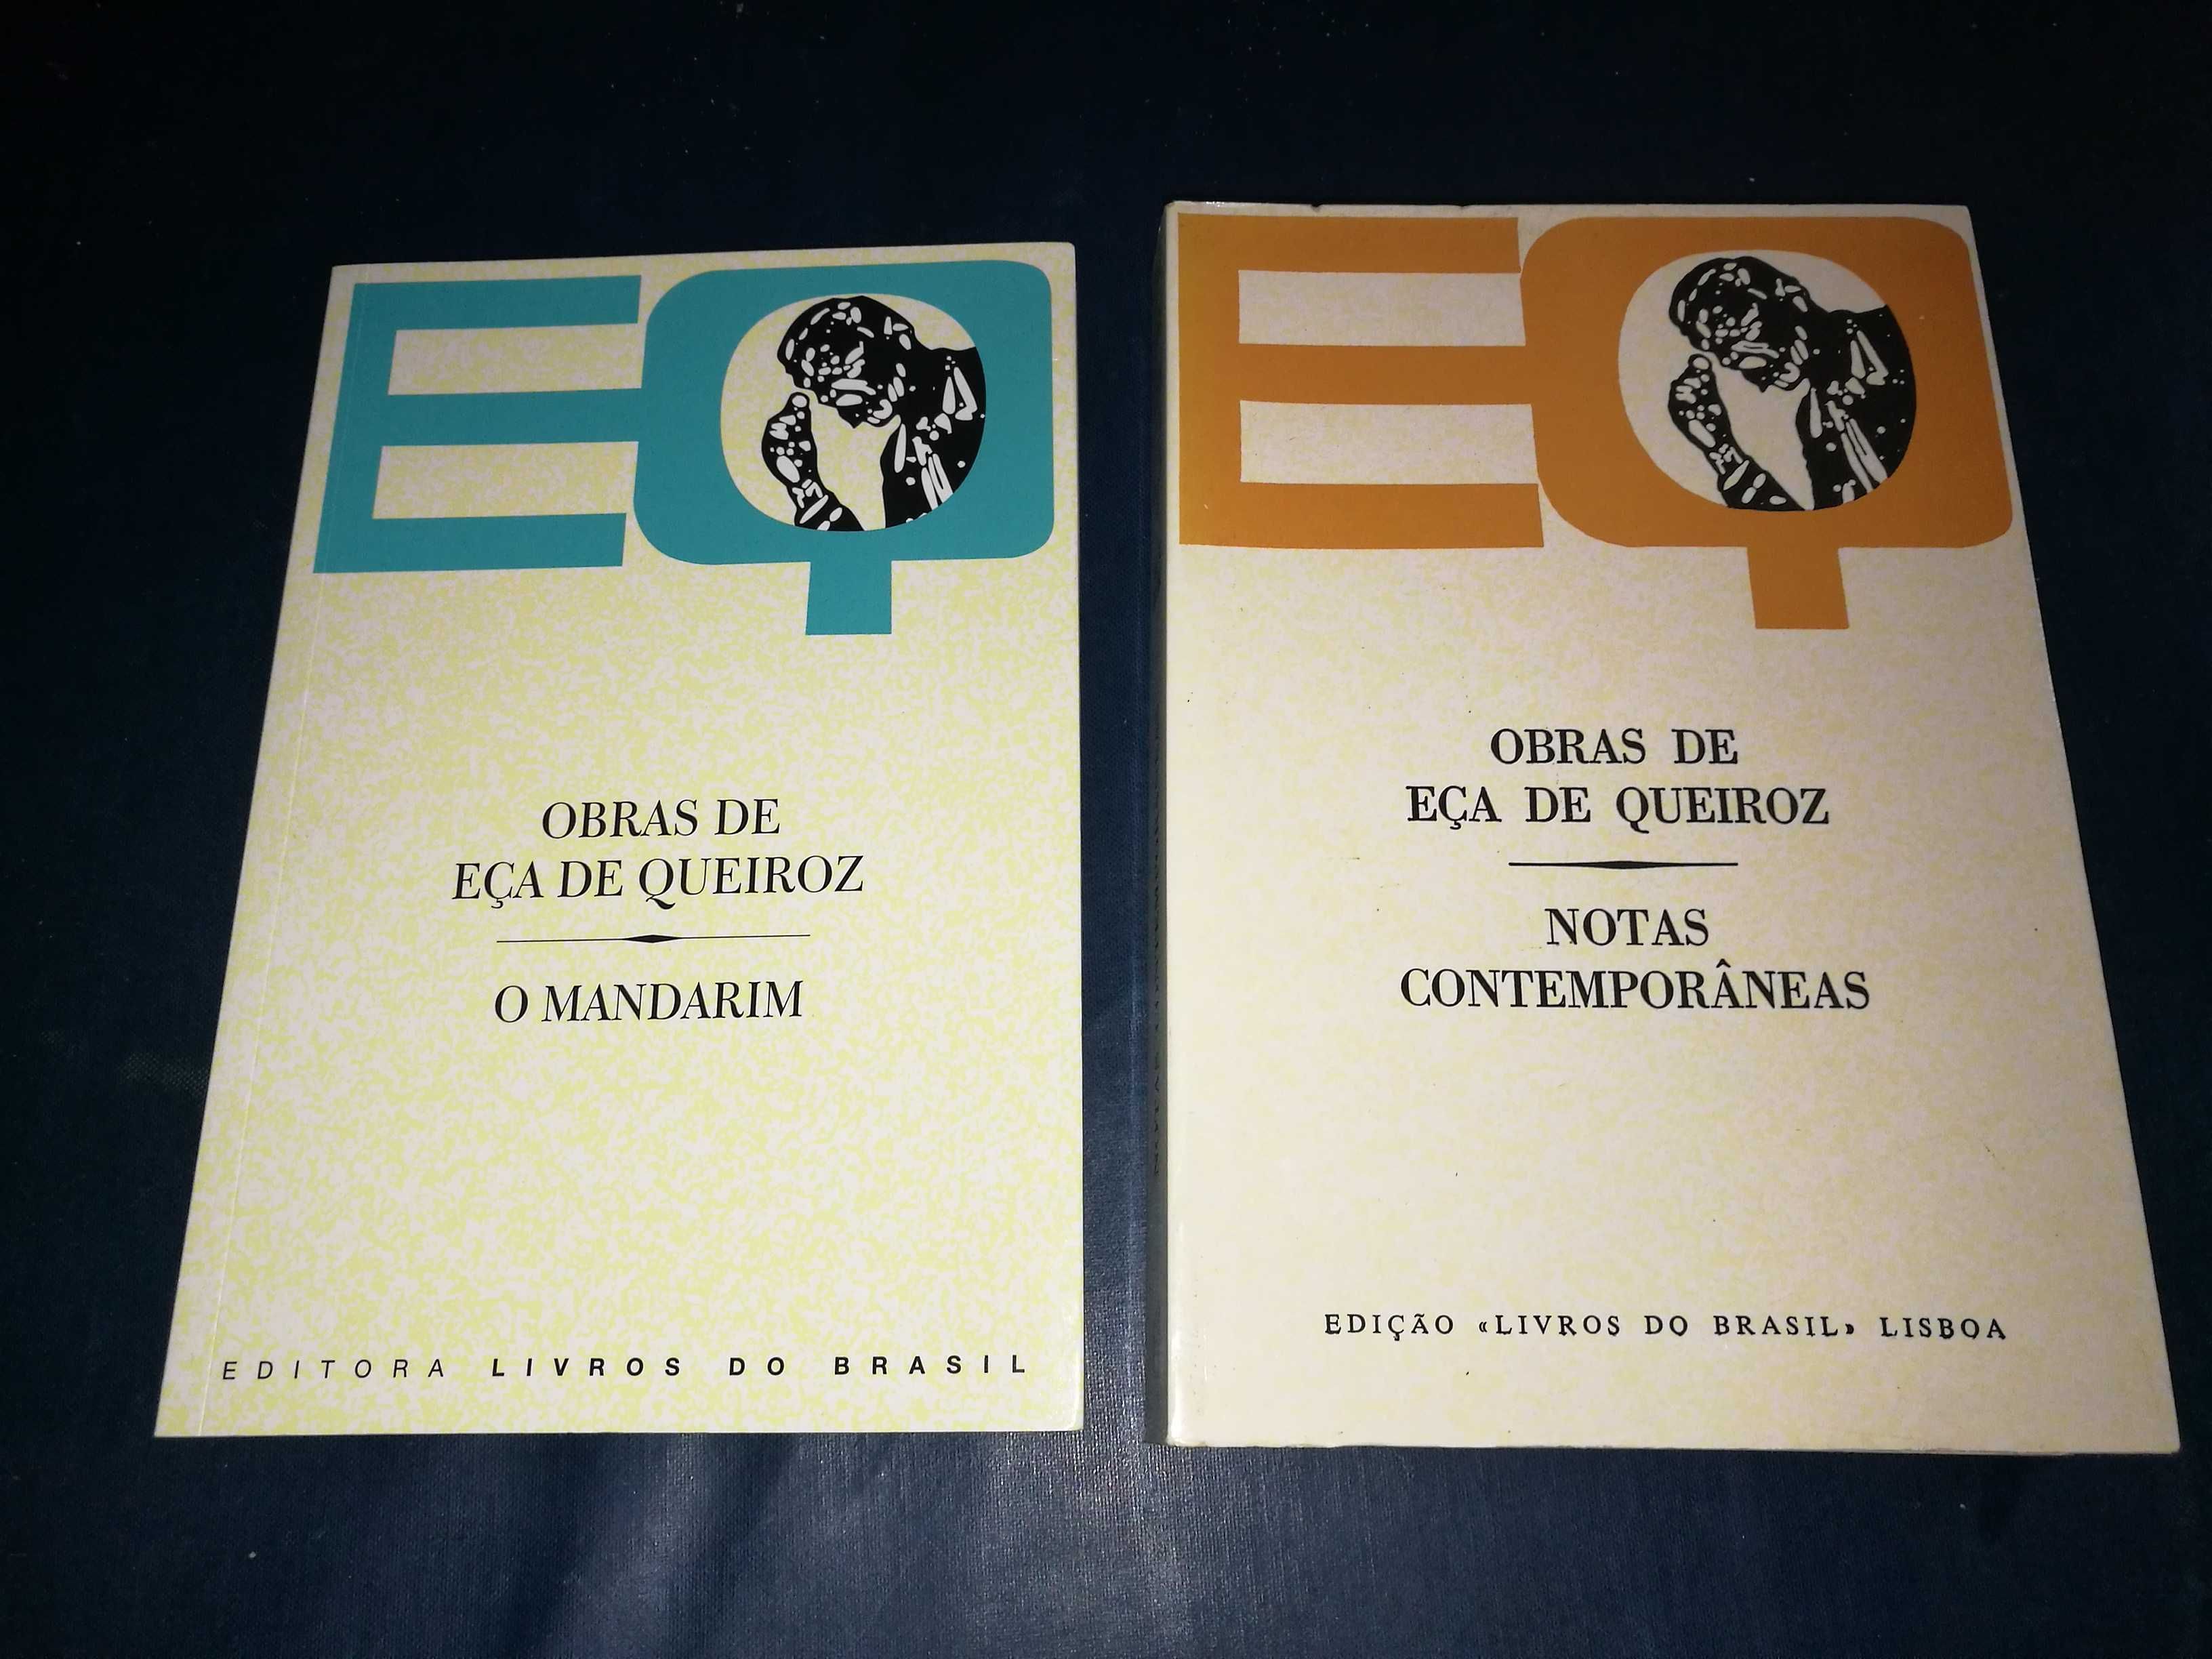 EQ
OBRAS DE
EÇA DE QUEIROZ
O MANDARIM
EDITORA LIVROS DO BRASIL
EQ
OBRAS DE
EÇA DE QUEIROZ
NOTAS
CONTEMPORÂNEAS
EDIÇÃO «LIVROS DO BRASIL» LISBOA